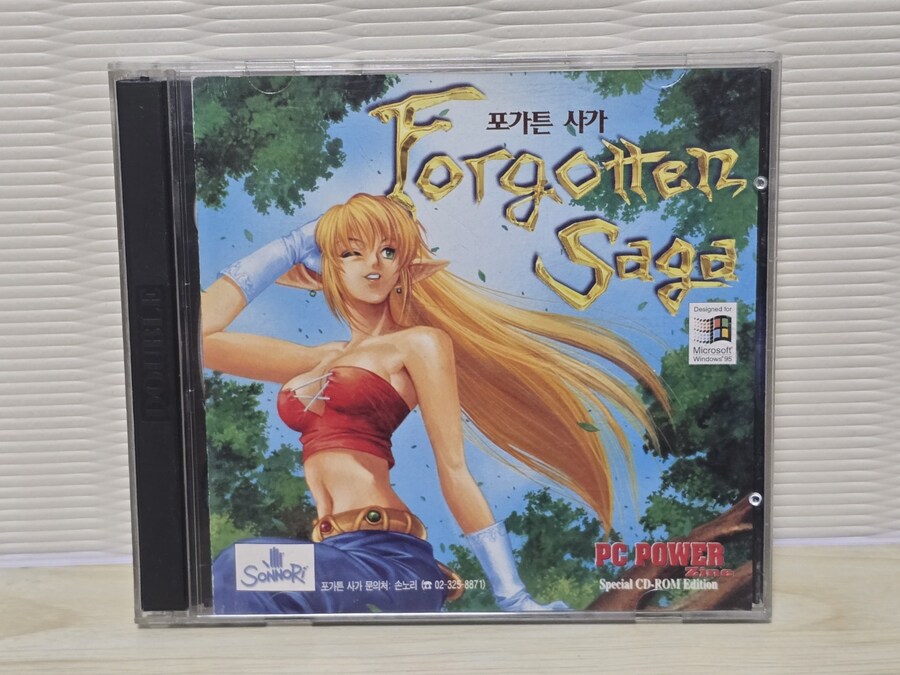 포가튼 사가
Forgotten
Saga
Designed for
Microsoft
Windows'95
PC POWER
Zine
Special CD-ROM Edition
SONNORI
포가튼 사가 문의처: 손노리 (☎ 02-325-8871)